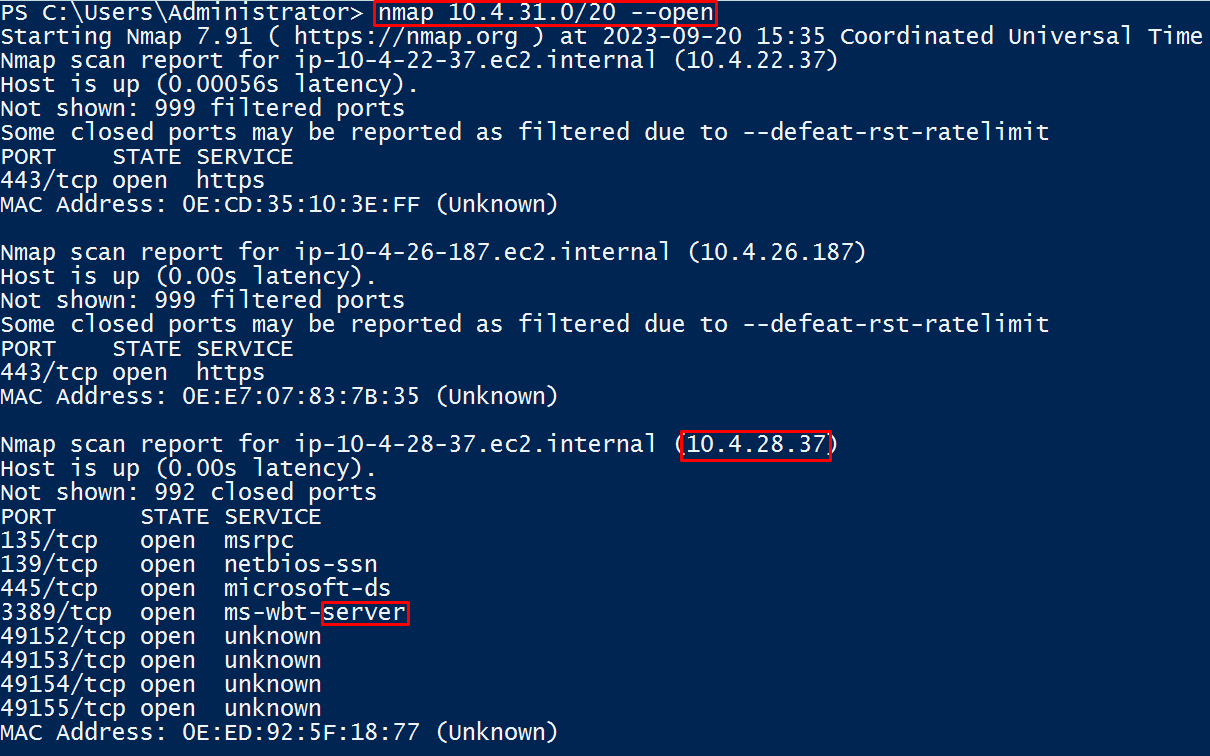 PS C:\Users\Administrator> nmap 10.4.31.0/20 --open
Starting Nmap 7.91 ( https://nmap.org ) at 2023-09-20 15:35 Coordinated Universal Time
Nmap scan report for ip-10-4-22-37.ec2.internal (10.4.22.37)
Host is up (0.00056s latency).
Not shown: 999 filtered ports
Some closed ports may be reported as filtered due to --defeat-rst-ratelimit
PORT    STATE SERVICE
443/tcp open  https
MAC Address: 0E:CD:35:10:3E:FF (Unknown)

Nmap scan report for ip-10-4-26-187.ec2.internal (10.4.26.187)
Host is up (0.00s latency).
Not shown: 999 filtered ports
Some closed ports may be reported as filtered due to --defeat-rst-ratelimit
PORT    STATE SERVICE
443/tcp open  https
MAC Address: 0E:E7:07:83:7B:35 (Unknown)

Nmap scan report for ip-10-4-28-37.ec2.internal (10.4.28.37)
Host is up (0.00s latency).
Not shown: 992 closed ports
PORT      STATE SERVICE
135/tcp   open  msrpc
139/tcp   open  netbios-ssn
445/tcp   open  microsoft-ds
3389/tcp  open  ms-wbt-server
49152/tcp open  unknown
49153/tcp open  unknown
49154/tcp open  unknown
49155/tcp open  unknown
MAC Address: 0E:ED:92:5F:18:77 (Unknown)